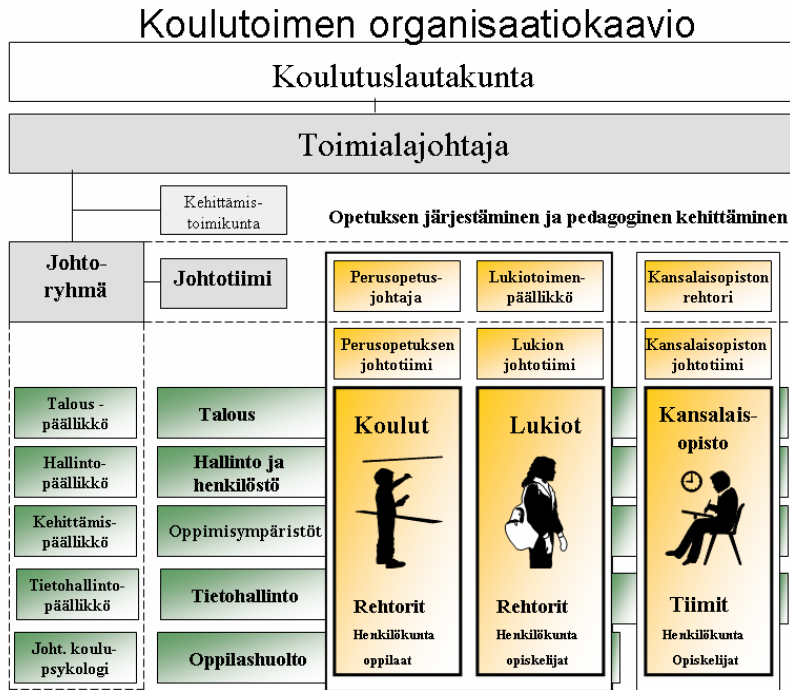 Koulutoimen organisaatiokaavio
Koulutuslautakunta
Toimialajohtaja
Kehittämis-
toimikunta
Opetuksen järjestäminen ja pedagoginen kehittäminen
Johto-
ryhmä
Johtotiimi
Perusopetus-
johtaja
Lukiotoimen-
päällikkö
Kansalaisopiston
rehtori
Perusopetuksen
johtotiimi
Lukion
johtotiimi
Kansalaisopiston
johtotiimi
Talous -
päällikkö
Talous
Hallinto-
päällikkö
Hallinto ja
henkilöstö
Kehittämis-
päällikkö
Oppimisympäristöt
Tietohallinto-
päällikkö
Tietohallinto
Joht. koulu-
psykologi
Oppilashuolto
Koulut
Rehtorit
Henkilökunta
oppilaat
Lukiot
Rehtorit
Henkilökunta
opiskelijat
Kansalais-
opisto
Tiimit
Henkilökunta
Opiskelijat